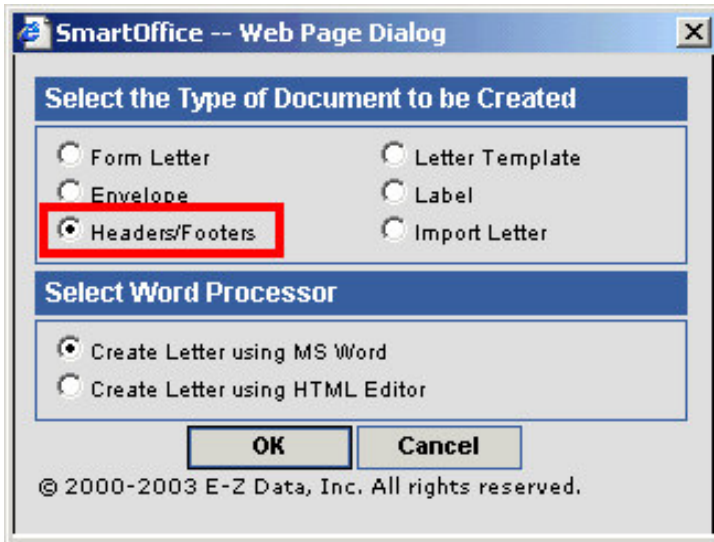 SmartOffice -- Web Page Dialog
Select the Type of Document to be Created
Form Letter
Letter Template
Envelope
Label
Headers/Footers
Import Letter
Select Word Processor
Create Letter using MS Word
Create Letter using HTML Editor
OK
Cancel
© 2000-2003 E-Z Data, Inc. All rights reserved.